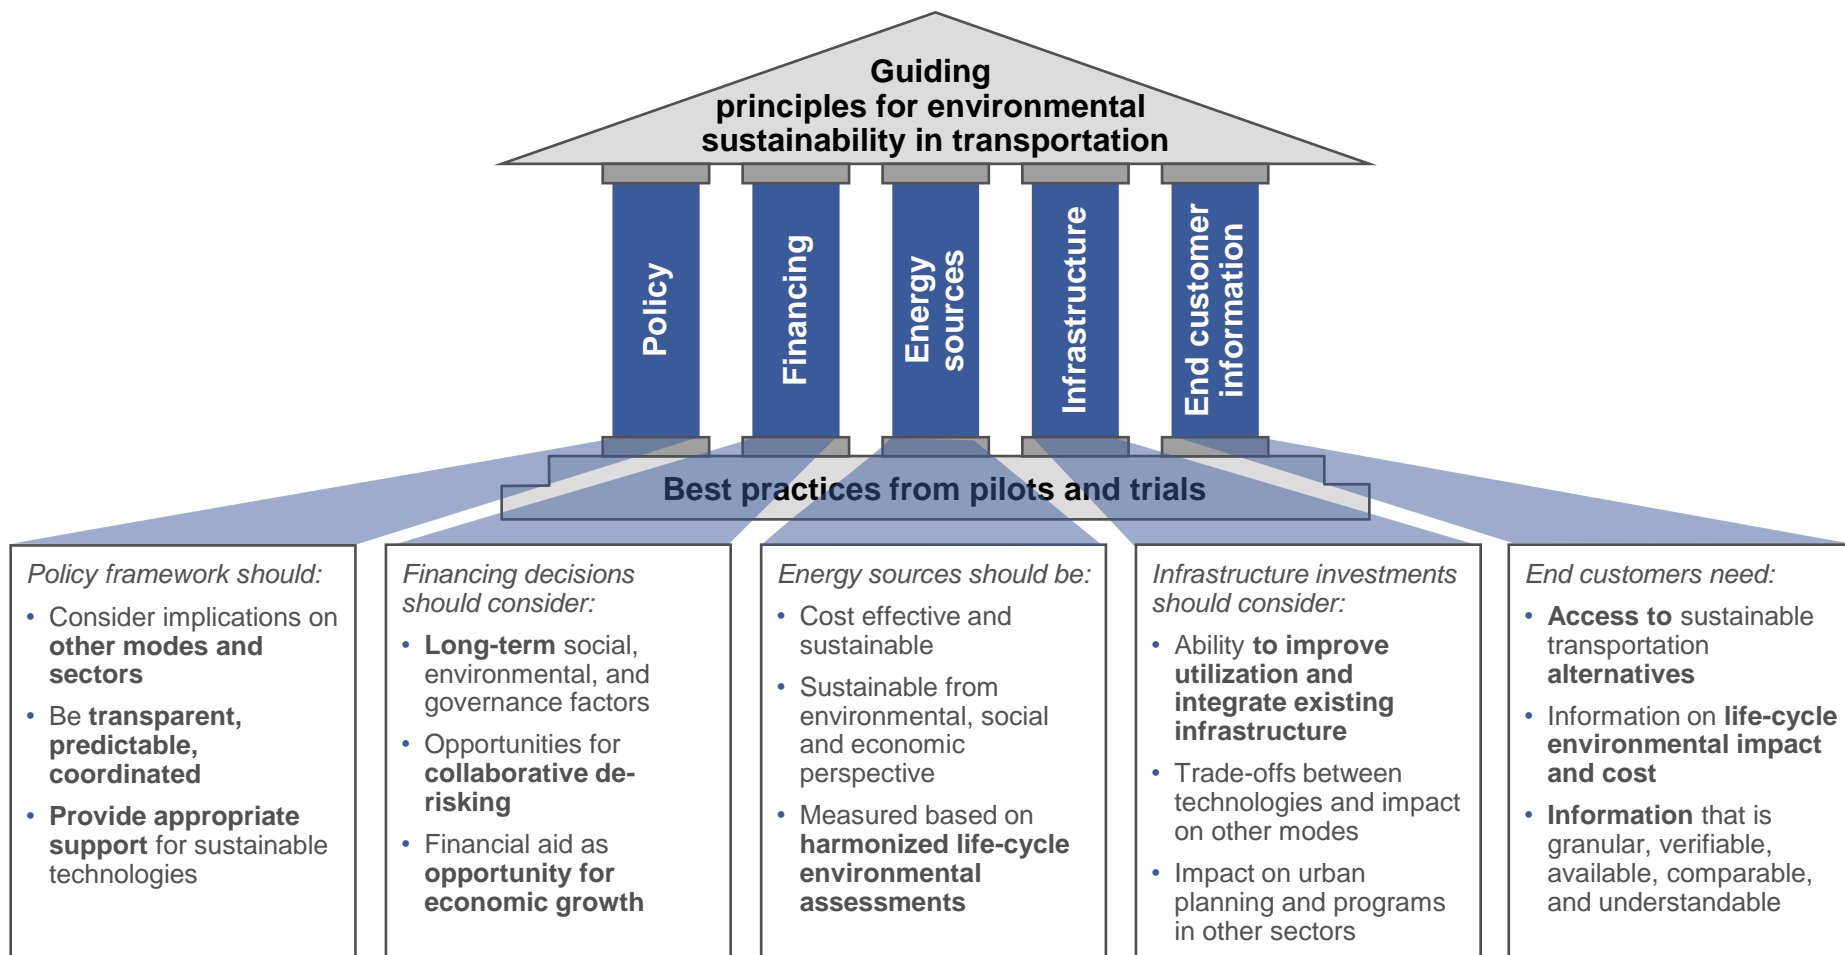 Guiding
principles for environmental
sustainability in transportation
Policy
Financing
Energy
sources
Infrastructure
End customer
information
Best practices from pilots and trials
Policy framework should:
• Consider implications on
other modes and
sectors
• Be transparent,
predictable,
coordinated
• Provide appropriate
support for sustainable
technologies
Financing decisions
should consider:
• Long-term social,
environmental, and
governance factors
• Opportunities for
collaborative de-
risking
• Financial aid as
opportunity for
economic growth
Energy sources should be:
• Cost effective and
sustainable
• Sustainable from
environmental, social
and economic
perspective
• Measured based on
harmonized life-cycle
environmental
assessments
Infrastructure investments
should consider:
• Ability to improve
utilization and
integrate existing
infrastructure
• Trade-offs between
technologies and impact
on other modes
• Impact on urban
planning and programs
in other sectors
End customers need:
• Access to sustainable
transportation
alternatives
• Information on life-cycle
environmental impact
and cost
• Information that is
granular, verifiable,
available, comparable,
and understandable